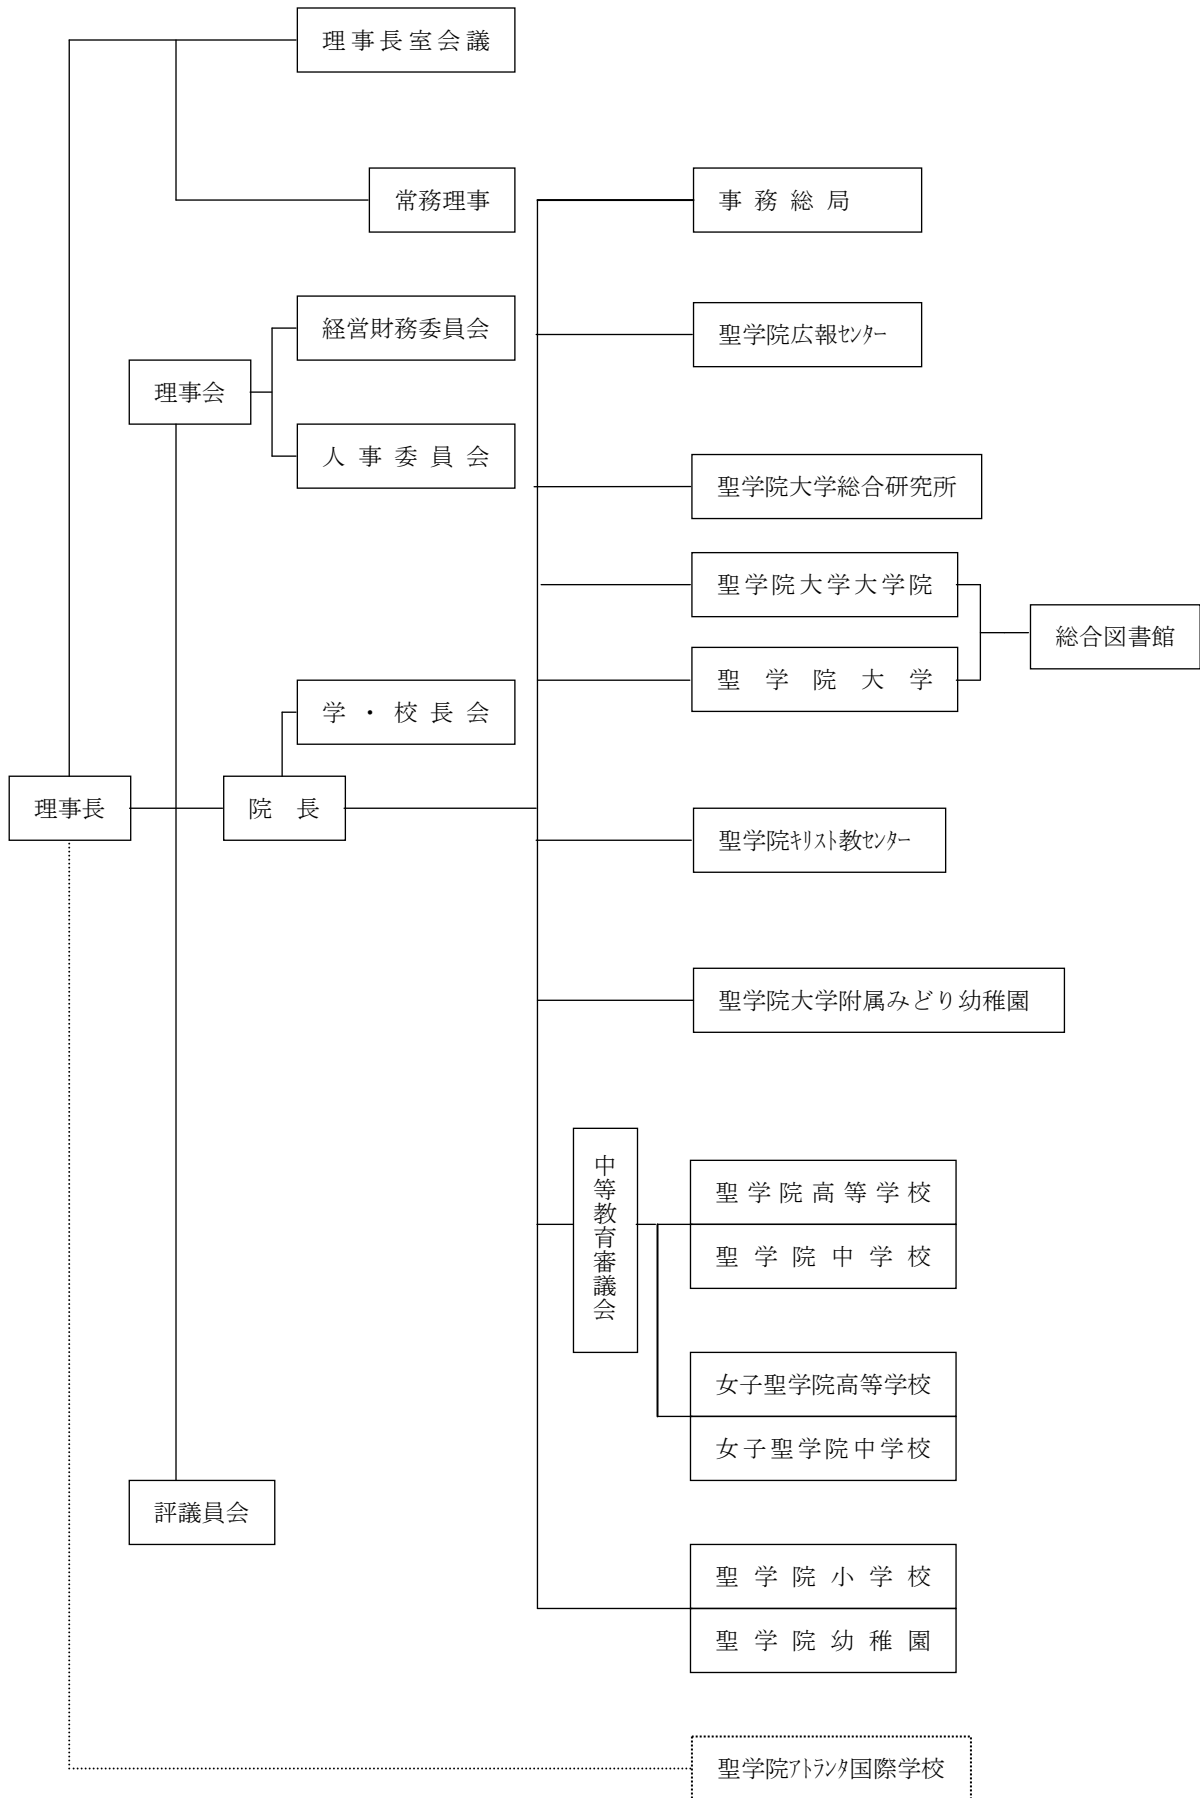 理事長室会議
常務理事
事務総局
経営財務委員会
聖学院広報ｾﾝﾀｰ
理事会
人事委員会
聖学院大学総合研究所
聖学院大学大学院
総合図書館
聖学院大学
学・校長会
理事長
院長
聖学院ｷﾘｽﾄ教ｾﾝﾀｰ
聖学院大学附属みどり幼稚園
中等教育審議会
聖学院高等学校
聖学院中学校
女子聖学院高等学校
女子聖学院中学校
評議員会
聖学院小学校
聖学院幼稚園
聖学院ｱﾄﾗﾝﾀ国際学校